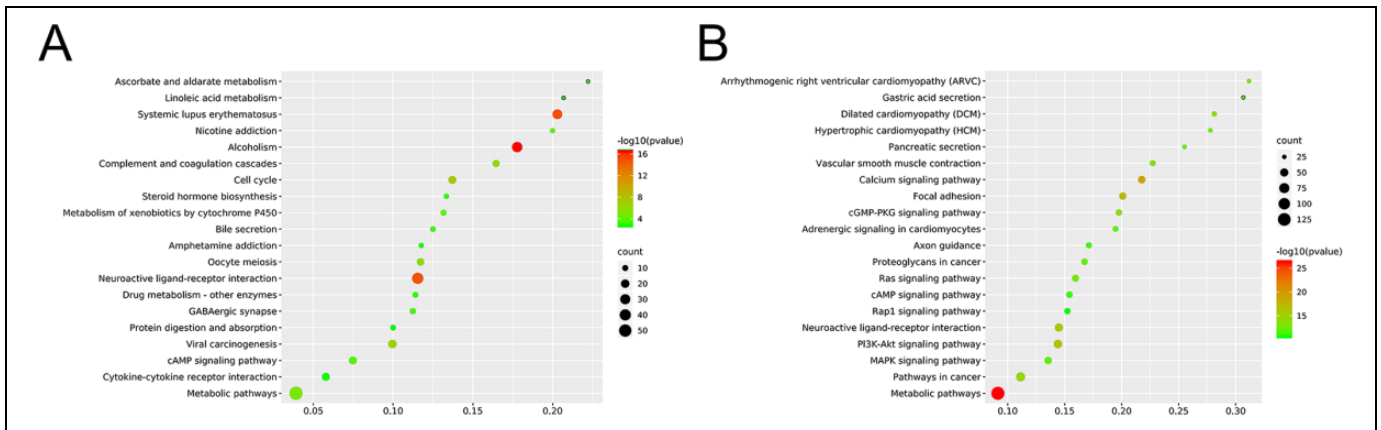 A
Ascorbate and aldarate metabolism
Linoleic acid metabolism
Systemic lupus erythematosus
Nicotine addiction
Alcoholism
Complement and coagulation cascades
Cell cycle
Steroid hormone biosynthesis
Metabolism of xenobiotics by cytochrome P450
Bile secretion
Amphetamine addiction
Oocyte meiosis
Neuroactive ligand-receptor interaction
Drug metabolism - other enzymes
GABAergic synapse
Protein digestion and absorption
Viral carcinogenesis
cAMP signaling pathway
Cytokine-cytokine receptor interaction
Metabolic pathways
0.05 0.10 0.15 0.20
-log10(pvalue)
16
12
8
4
count
10
20
30
40
50
B
Arrhythmogenic right ventricular cardiomyopathy (ARVC)
Gastric acid secretion
Dilated cardiomyopathy (DCM)
Hypertrophic cardiomyopathy (HCM)
Pancreatic secretion
Vascular smooth muscle contraction
Calcium signaling pathway
Focal adhesion
cGMP-PKG signaling pathway
Adrenergic signaling in cardiomyocytes
Axon guidance
Proteoglycans in cancer
Ras signaling pathway
cAMP signaling pathway
Rap1 signaling pathway
Neuroactive ligand-receptor interaction
PI3K-Akt signaling pathway
MAPK signaling pathway
Pathways in cancer
Metabolic pathways
0.10 0.15 0.20 0.25 0.30
count
25
50
75
100
125
-log10(pvalue)
25
20
15